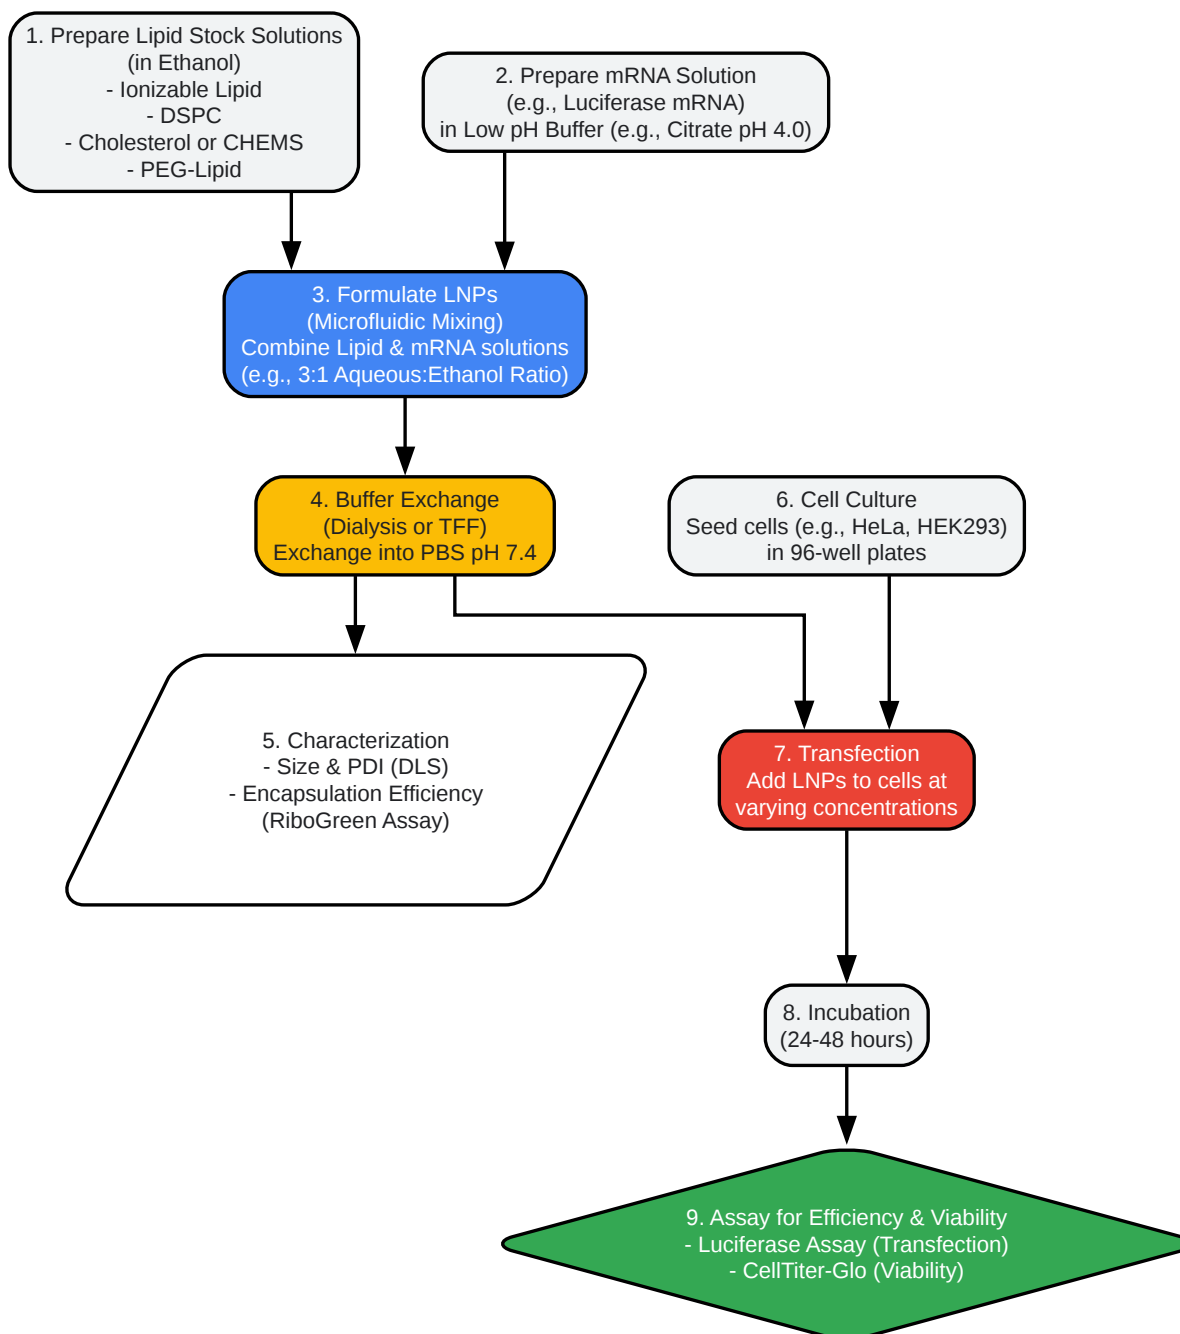 1. Prepare Lipid Stock Solutions
(in Ethanol)
- Ionizable Lipid
- DSPC
- Cholesterol or CHEMS
- PEG-Lipid
2. Prepare mRNA Solution
(e.g., Luciferase mRNA)
in Low pH Buffer (e.g., Citrate pH 4.0)
3. Formulate LNPs
(Microfluidic Mixing)
Combine Lipid & mRNA solutions
(e.g., 3:1 Aqueous:Ethanol Ratio)
4. Buffer Exchange
(Dialysis or TFF)
Exchange into PBS pH 7.4
6. Cell Culture
Seed cells (e.g., HeLa, HEK293)
in 96-well plates
5. Characterization
- Size & PDI (DLS)
- Encapsulation Efficiency
(RiboGreen Assay)
7. Transfection
Add LNPs to cells at
varying concentrations
8. Incubation
(24-48 hours)
9. Assay for Efficiency & Viability
- Luciferase Assay (Transfection)
- CellTiter-Glo (Viability)